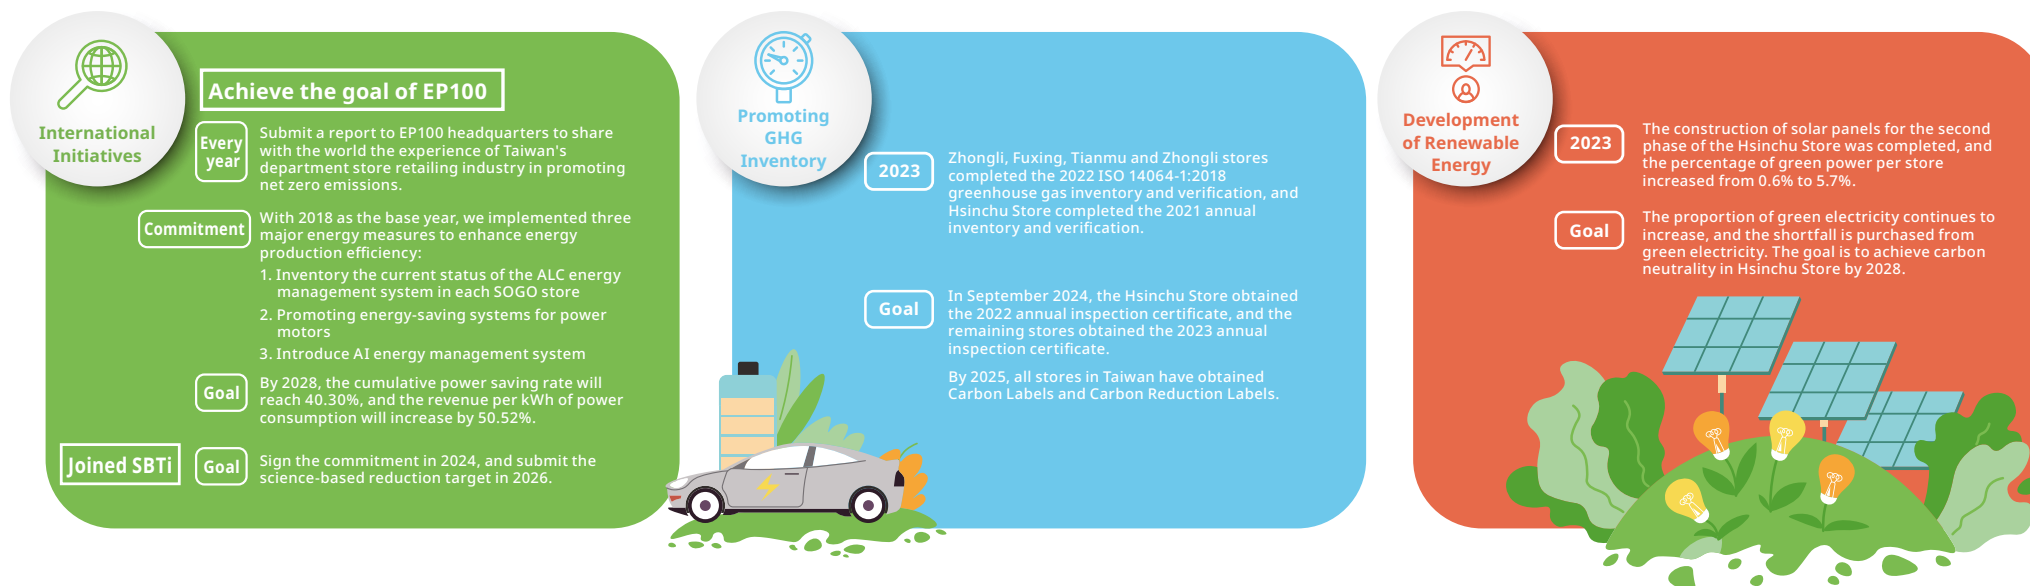 International
Initiatives
Achieve the goal of EP100
Every
year
Submit a report to EP100 headquarters to share
with the world the experience of Taiwan's
department store retailing industry in promoting
net zero emissions.
Commitment
With 2018 as the base year, we implemented three
major energy measures to enhance energy
production efficiency:
1. Inventory the current status of the ALC energy
management system in each SOGO store
2. Promoting energy-saving systems for power
motors
3. Introduce AI energy management system
Goal
By 2028, the cumulative power saving rate will
reach 40.30%, and the revenue per kWh of power
consumption will increase by 50.52%.
Joined SBTi
Goal
Sign the commitment in 2024, and submit the
science-based reduction target in 2026.
Promoting
GHG
Inventory
2023
Zhongli, Fuxing, Tianmu and Zhongli stores
completed the 2022 ISO 14064-1:2018
greenhouse gas inventory and verification, and
Hsinchu Store completed the 2021 annual
inventory and verification.
Goal
In September 2024, the Hsinchu Store obtained
the 2022 annual inspection certificate, and the
remaining stores obtained the 2023 annual
inspection certificate.
By 2025, all stores in Taiwan have obtained
Carbon Labels and Carbon Reduction Labels.
Development
of Renewable
Energy
2023
The construction of solar panels for the second
phase of the Hsinchu Store was completed, and
the percentage of green power per store
increased from 0.6% to 5.7%.
Goal
The proportion of green electricity continues to
increase, and the shortfall is purchased from
green electricity. The goal is to achieve carbon
neutrality in Hsinchu Store by 2028.